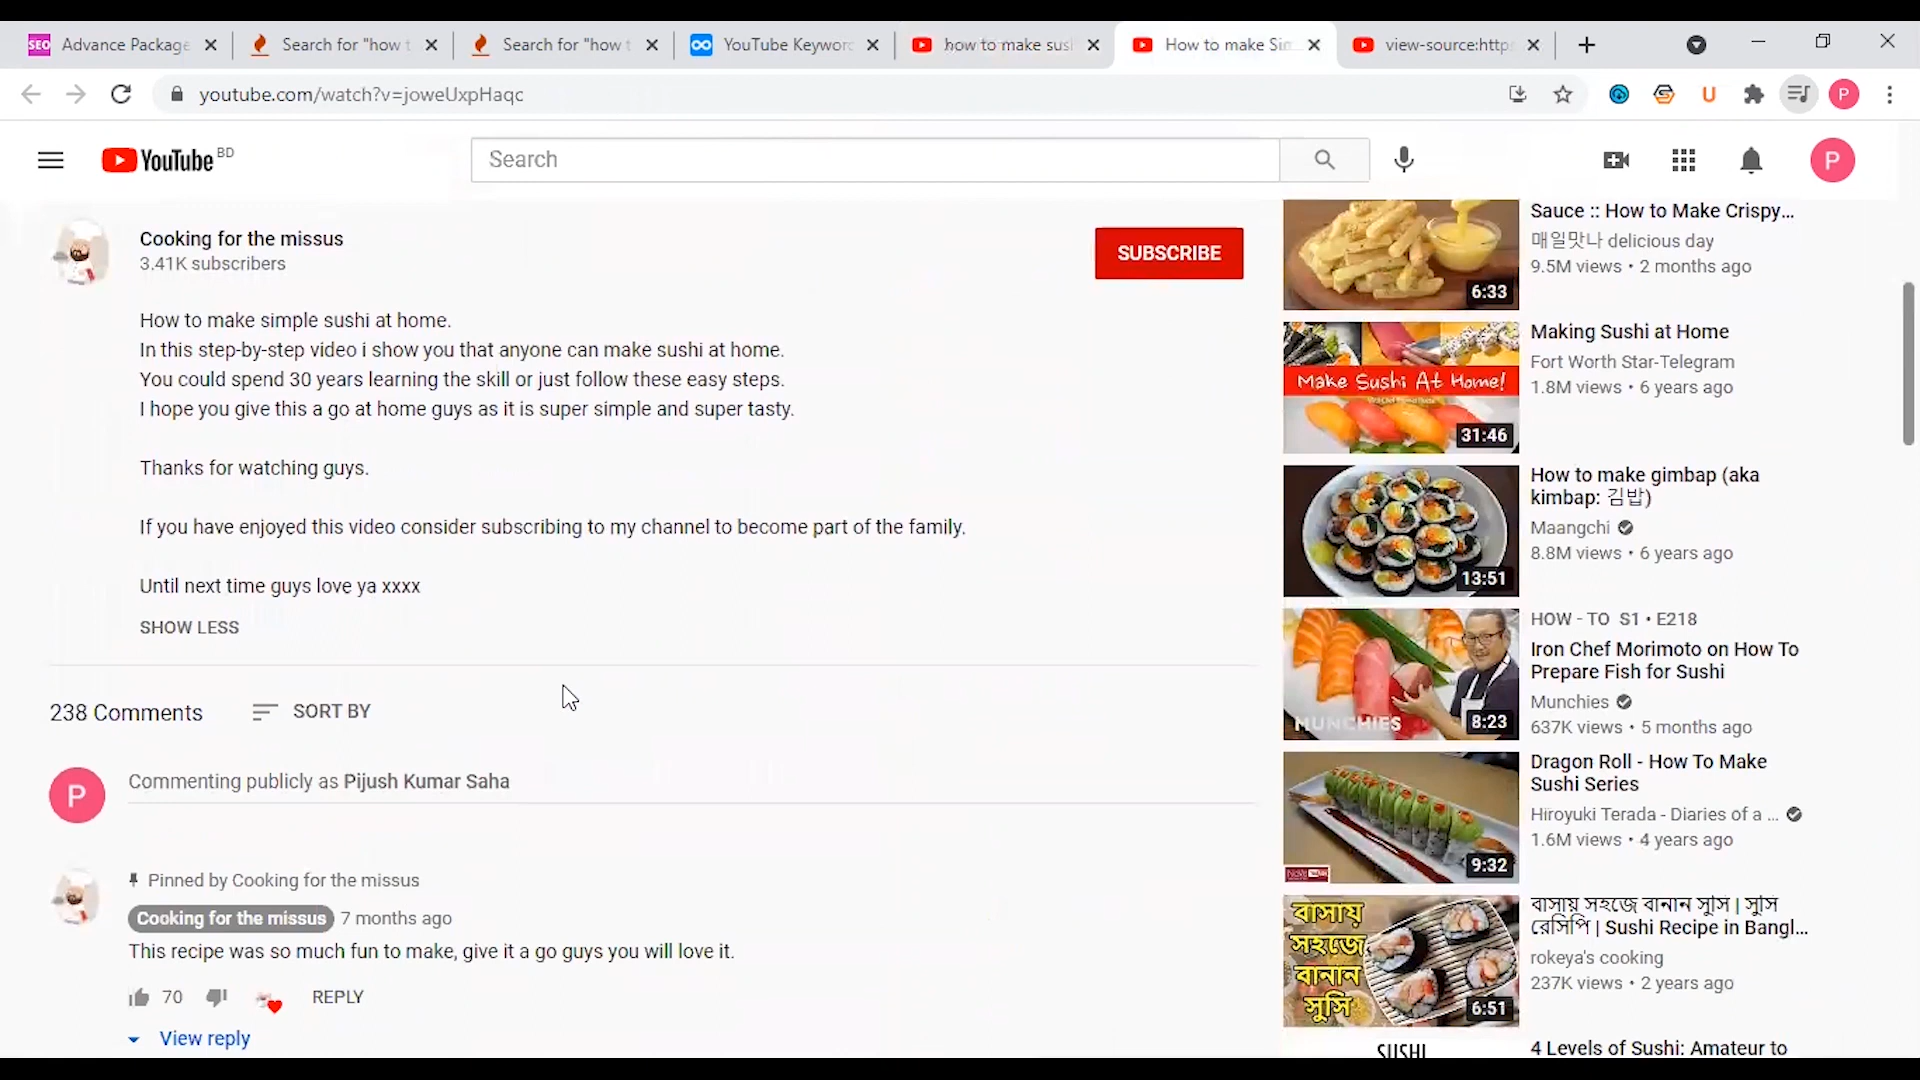 Advance Package
Search for "how t
Search for "how t
YouTube Keyword
how to make sush
How to make Sim
view-source:https
youtube.com/watch?v=joweUxpHaqc
YouTube BD
Search
P
Cooking for the missus
3.41K subscribers
SUBSCRIBE
How to make simple sushi at home.
In this step-by-step video i show you that anyone can make sushi at home.
You could spend 30 years learning the skill or just follow these easy steps.
I hope you give this a go at home guys as it is super simple and super tasty.
Thanks for watching guys.
If you have enjoyed this video consider subscribing to my channel to become part of the family.
Until next time guys love ya xxxx
SHOW LESS
238 Comments
SORT BY
P
Commenting publicly as Pijush Kumar Saha
Pinned by Cooking for the missus
Cooking for the missus 7 months ago
This recipe was so much fun to make, give it a go guys you will love it.
70
REPLY
View reply
Sauce :: How to Make Crispy...
매일맛나 delicious day
9.5M views • 2 months ago
6:33
Making Sushi at Home
Fort Worth Star-Telegram
1.8M views • 6 years ago
Make Sushi At Home!
31:46
How to make gimbap (aka
kimbap: 김밥)
Maangchi
8.8M views • 6 years ago
13:51
HOW - TO S1 • E218
Iron Chef Morimoto on How To
Prepare Fish for Sushi
Munchies
637K views • 5 months ago
MUNCHIES
8:23
Dragon Roll - How To Make
Sushi Series
Hiroyuki Terada - Diaries of a ...
1.6M views • 4 years ago
9:32
বাসায় সহজে বানান সুসি | সুসি
রেসিপি | Sushi Recipe in Bangl...
rokeya's cooking
237K views • 2 years ago
বাসায়
সহজে
বানান
সুসি
6:51
SUSHI
4 Levels of Sushi: Amateur to